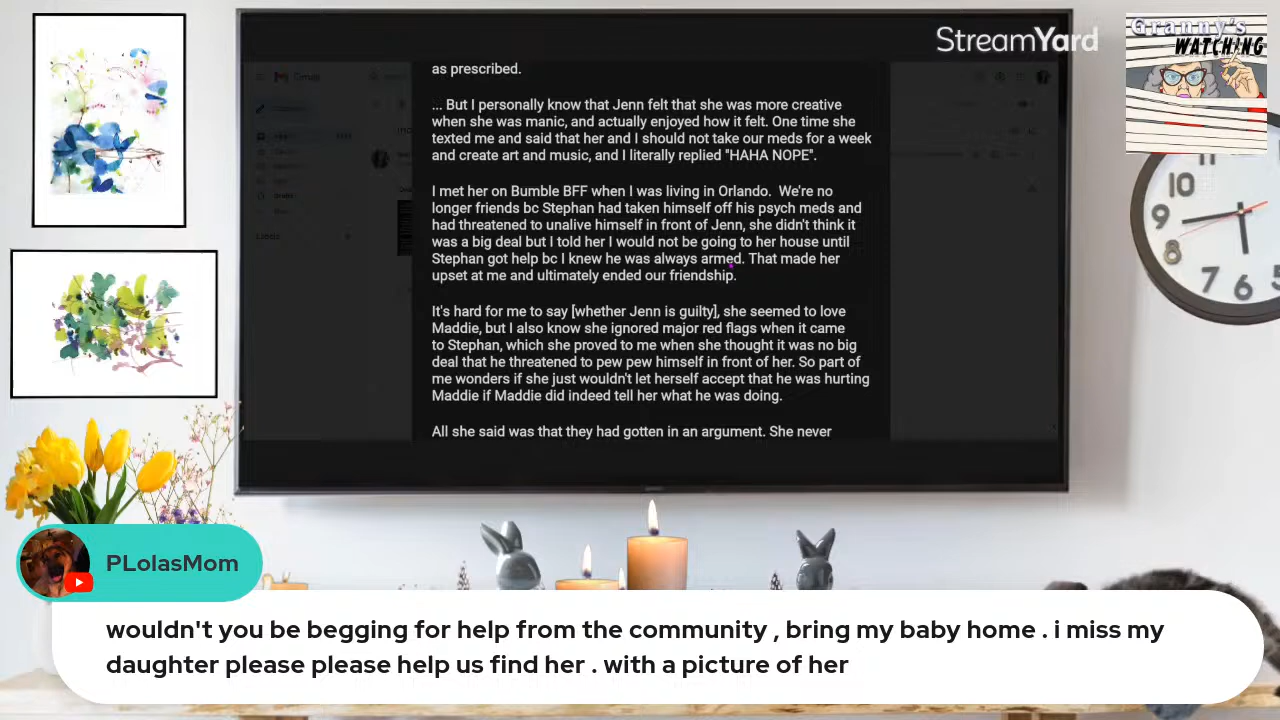 StreamYard
Granny's
WATCHING
Gmail
as prescribed.
... But I personally know that Jenn felt that she was more creative
when she was manic, and actually enjoyed how it felt. One time she
texted me and said that her and I should not take our meds for a week
and create art and music, and I literally replied "HAHA NOPE".
I met her on Bumble BFF when I was living in Orlando.  We're no
longer friends bc Stephan had taken himself off his psych meds and
had threatened to unalive himself in front of Jenn, she didn't think it
was a big deal but I told her I would not be going to her house until
Stephan got help bc I knew he was always armed. That made her
upset at me and ultimately ended our friendship.
It's hard for me to say [whether Jenn is guilty], she seemed to love
Maddie, but I also know she ignored major red flags when it came
to Stephan, which she proved to me when she thought it was no big
deal that he threatened to pew pew himself in front of her. So part of
me wonders if she just wouldn't let herself accept that he was hurting
Maddie if Maddie did indeed tell her what he was doing.
All she said was that they had gotten in an argument. She never
Labels
11
10
9
8
7
6
5
PLolasMom
wouldn't you be begging for help from the community , bring my baby home . i miss my
daughter please please help us find her . with a picture of her